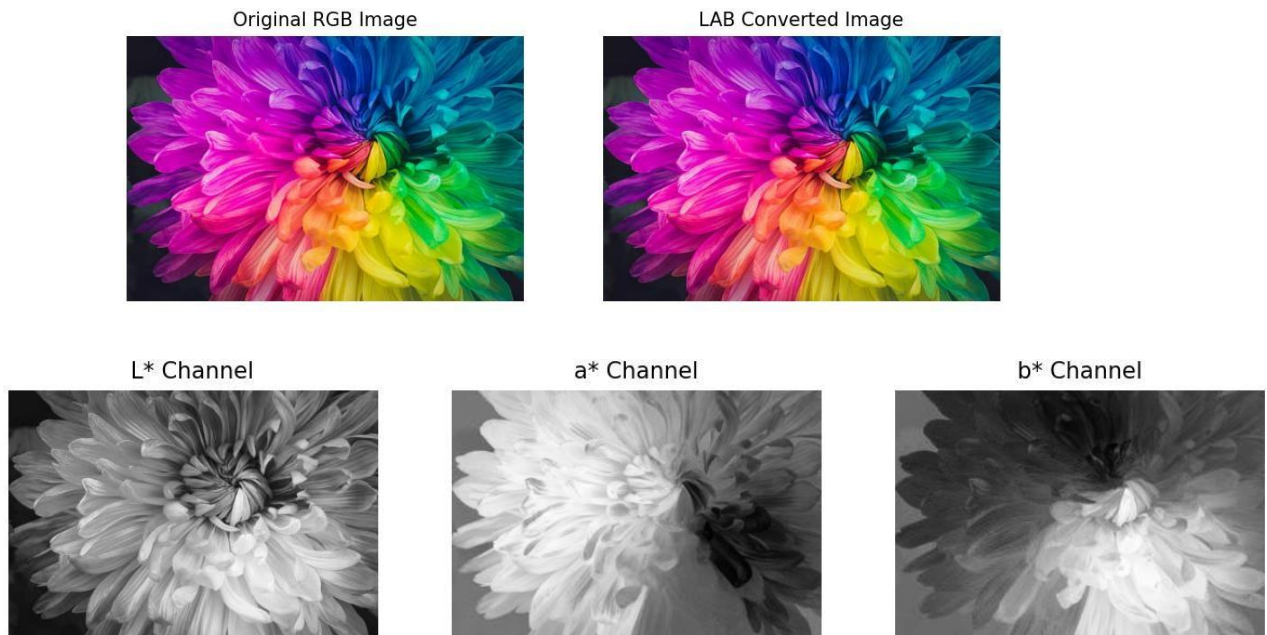 Original RGB Image
LAB Converted Image
L* Channel
a* Channel
b* Channel